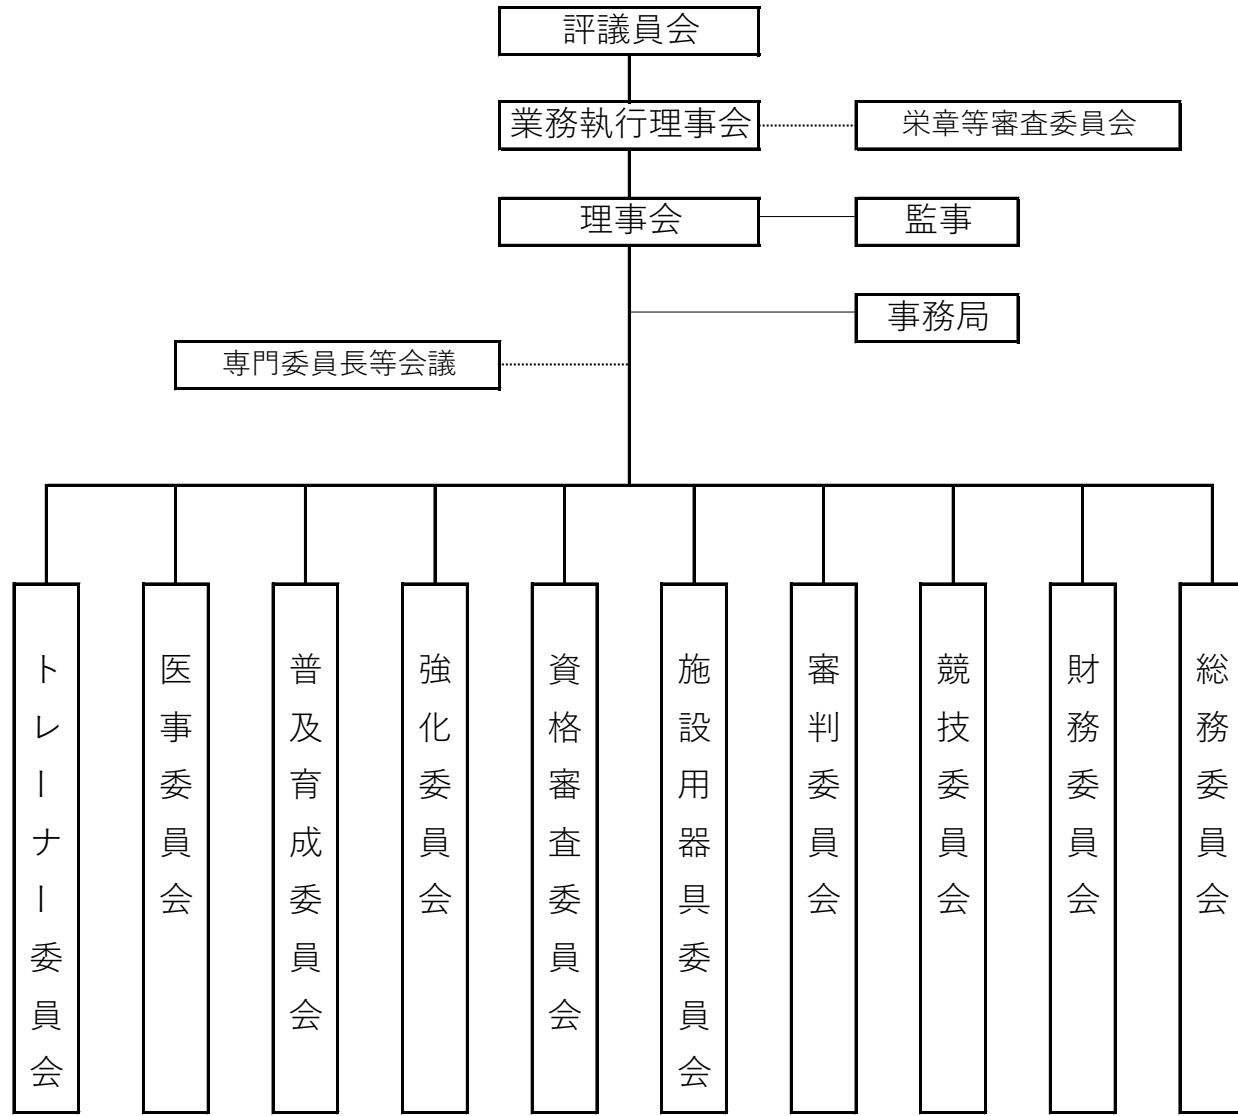 評議員会
業務執行理事会
栄章等審査委員会
理事会
監事
事務局
専門委員長等会議
トレーナー委員会
医事委員会
普及育成委員会
強化委員会
資格審査委員会
施設用器具委員会
審判委員会
競技委員会
財務委員会
総務委員会